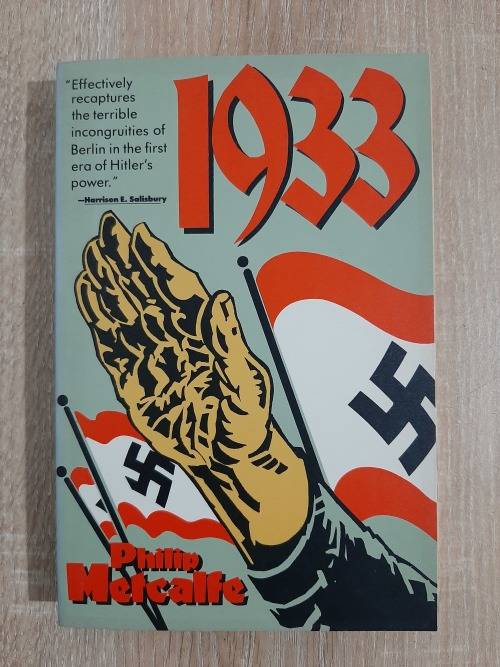 "Effectively
recaptures
the terrible
incongruities of
Berlin in the first
era of Hitler's
power."
—Harrison E. Salisbury
1933
Philip
Metcalfe